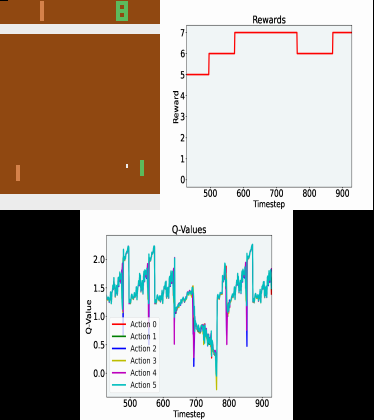 1 8
Rewards
7
6
5
4
3
2
1
0
Reward
500 600 700 800 900
Timestep
Q-Values
2.0
1.5
1.0
0.5
0.0
Q-Value
Action 0
Action 1
Action 2
Action 3
Action 4
Action 5
500 600 700 800 900
Timestep